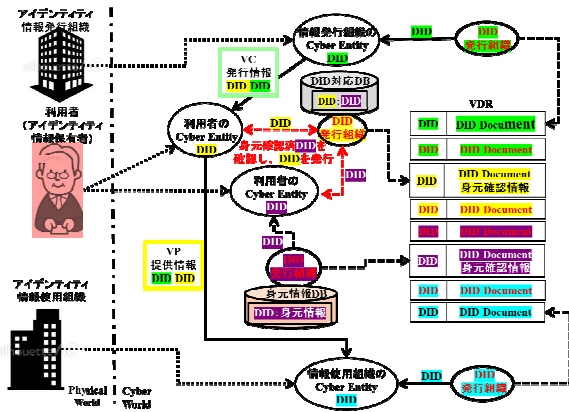 アイデンティティ
情報発行組織
利用者
(アイデンティティ
情報保有者)
アイデンティティ
情報使用組織
Physical
World
Cyber
World
VC
発行情報
DID DID
情報発行組織の
Cyber Entity
DID
DID
DID
発行組織
DID対応DB
DID:DID
利用者の
Cyber Entity
DID
DID
DID
発行組織
身元確認済DIDを
確認し、DIDを発行
利用者の
Cyber Entity
DID
DID
DID
DID
発行組織
身元情報DB
DID:身元情報
VP
提供情報
DID DID
情報使用組織の
Cyber Entity
DID
DID
DID
発行組織
VDR
DID DID Document
DID DID Document
DID DID Document
身元確認情報
DID DID Document
DID DID Document
DID DID Document
身元確認情報
DID DID Document
DID DID Document